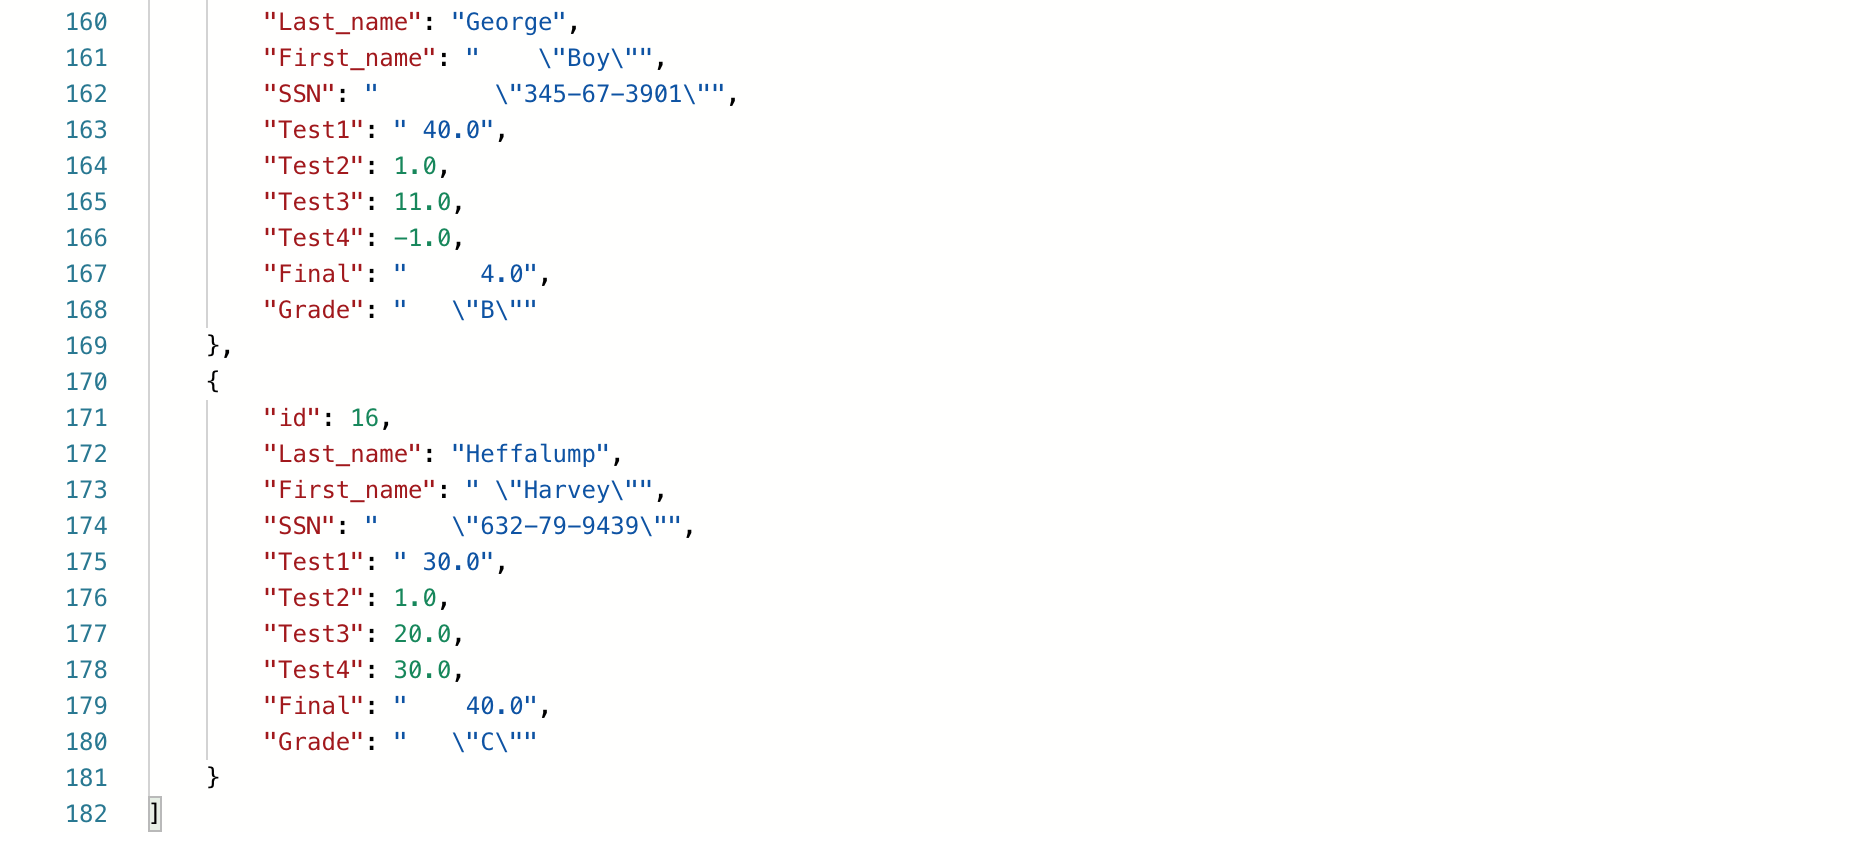 160 "Last_name": "George",
161 "First_name": "    \"Boy\"",
162 "SSN": "        \"345-67-3901\"",
163 "Test1": " 40.0",
164 "Test2": 1.0,
165 "Test3": 11.0,
166 "Test4": -1.0,
167 "Final": "     4.0",
168 "Grade": "   \"B\""
169 },
170 {
171 "id": 16,
172 "Last_name": "Heffalump",
173 "First_name": " \"Harvey\"",
174 "SSN": "     \"632-79-9439\"",
175 "Test1": " 30.0",
176 "Test2": 1.0,
177 "Test3": 20.0,
178 "Test4": 30.0,
179 "Final": "    40.0",
180 "Grade": "   \"C\""
181 }
182 ]